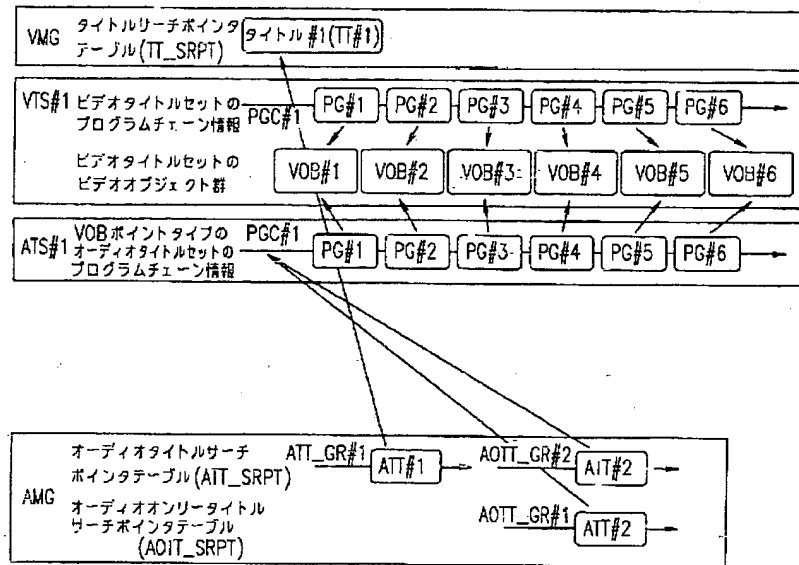 VMG
タイトルサーチポインタ
テーブル(TT_SRPT)
タイトル#1(TT#1)
VTS#1
ビデオタイトルセットの
プログラムチェーン情報
PGC#1
PG#1 PG#2 PG#3 PG#4 PG#5 PG#6
ビデオタイトルセットの
ビデオオブジェクト群
VOB#1 VOB#2 VOB#3 VOB#4 VOB#5 VOB#6
ATS#1
VOBポイントタイプの
オーディオタイトルセットの
プログラムチェーン情報
PGC#1
PG#1 PG#2 PG#3 PG#4 PG#5 PG#6
AMG
オーディオタイトルサーチ
ポインタテーブル(ATT_SRPT)
ATT_GR#1
ATT#1
AOTT_GR#2
ATT#2
オーディオオンリータイトル
サーチポインタテーブル
(AOTT_SRPT)
AOTT_GR#1
ATT#2